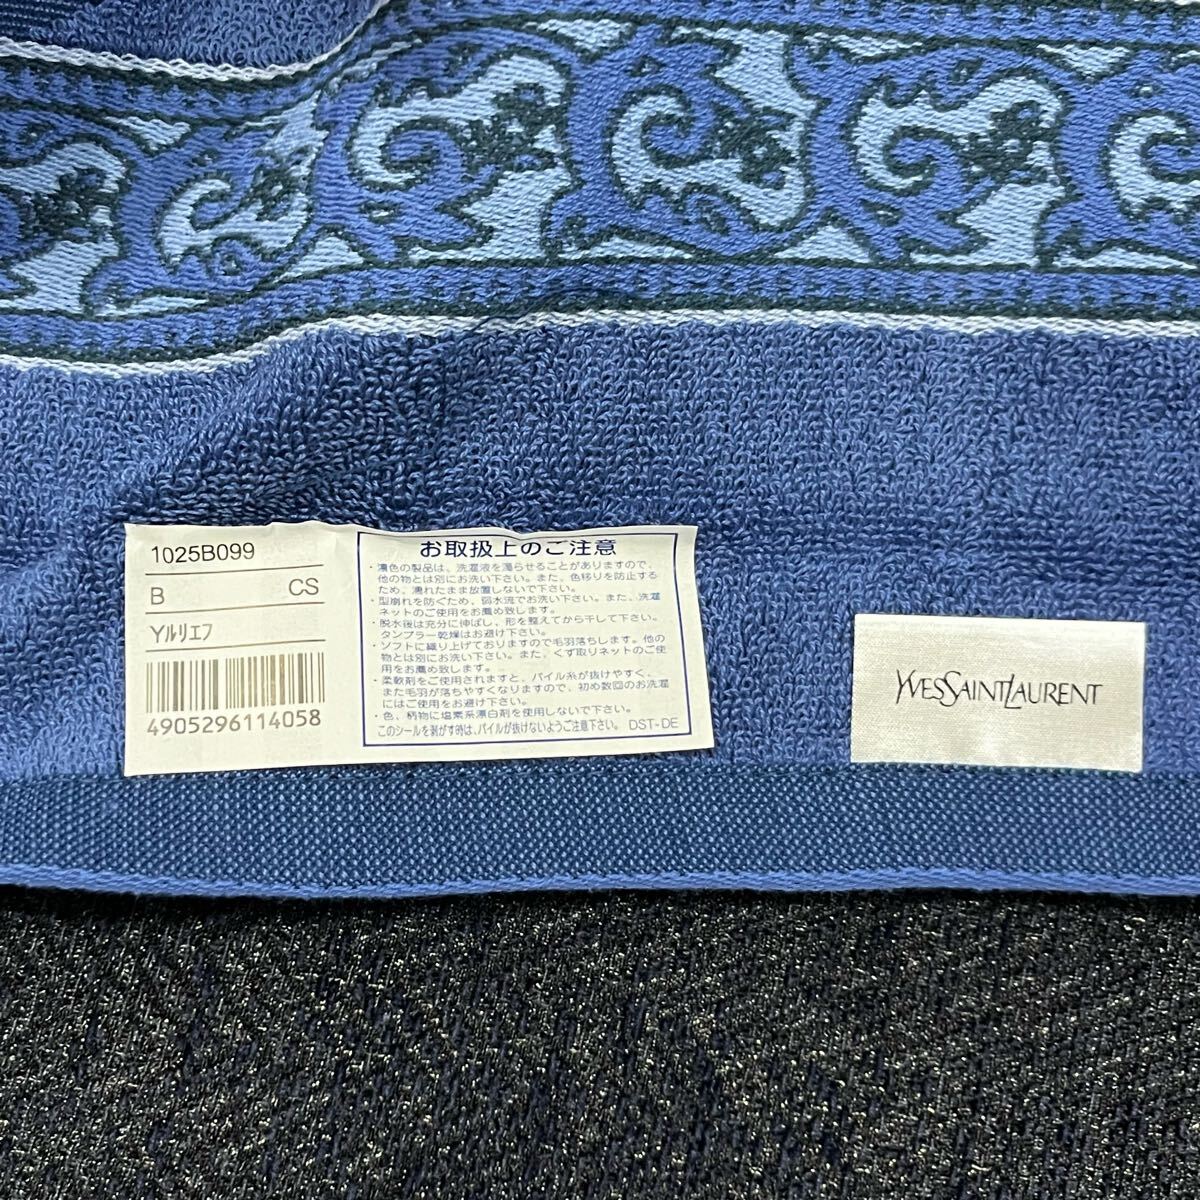 1025B099
B CS
Yルリエフ
4905296114058
お取扱上のご注意
・濃色の製品は、洗濯液を濁らせることがありますので、
他の物とは別にお洗い下さい。また、色移りを防止する
ため、濡れたまま放置しないで下さい。
・型崩れを防ぐため、弱水流でお洗い下さい。また、洗濯
ネットのご使用をお薦め致します。
・脱水後は充分に伸ばし、形を整えてから干して下さい。
タンブラー乾燥はお避け下さい。
・ソフトに織り上げておりますので毛羽落ちします。他の
物とは別にお洗い下さい。また、くず取りネットのご使
用をお薦め致します。
・柔軟剤をご使用されますと、パイル糸が抜けやすく、
また毛羽が落ちやすくなりますので、初め数回のお洗濯
にはご使用をお避け下さい。
・色、柄物に塩素系漂白剤を使用しないで下さい。
このシールを剥がす時は、パイルが抜けないようご注意下さい。 DST-DE
YVESSAINTLAURENT